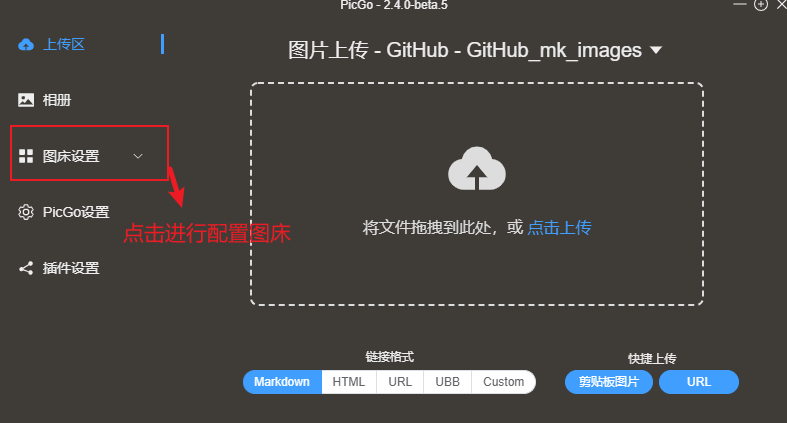 PicGo - 2.4.0-beta.5
上传区
图片上传 - GitHub - GitHub_mk_images
相册
图床设置
PicGo设置
点击进行配置图床
将文件拖拽到此处，或 点击上传
插件设置
链接格式
快捷上传
Markdown HTML URL UBB Custom
剪贴板图片 URL